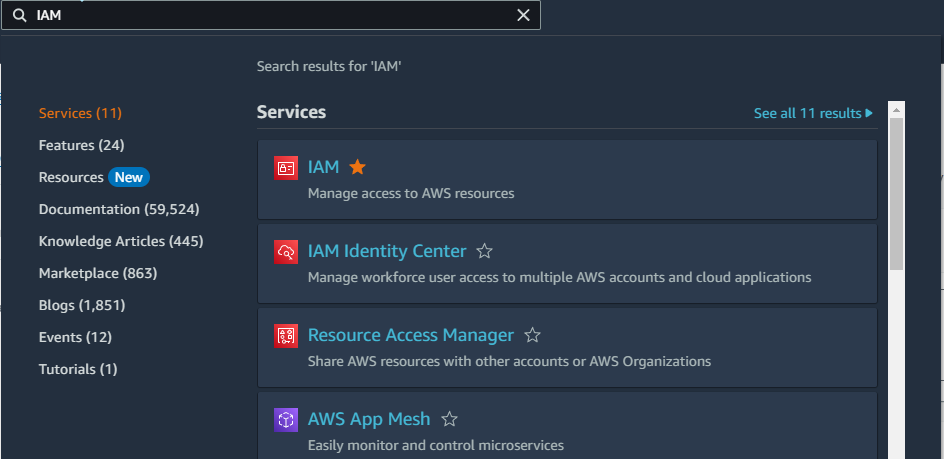 IAM
Search results for 'IAM'
Services (11)
Features (24)
Resources New
Documentation (59,524)
Knowledge Articles (445)
Marketplace (863)
Blogs (1,851)
Events (12)
Tutorials (1)
Services
See all 11 results
IAM
Manage access to AWS resources
IAM Identity Center
Manage workforce user access to multiple AWS accounts and cloud applications
Resource Access Manager
Share AWS resources with other accounts or AWS Organizations
AWS App Mesh
Easily monitor and control microservices